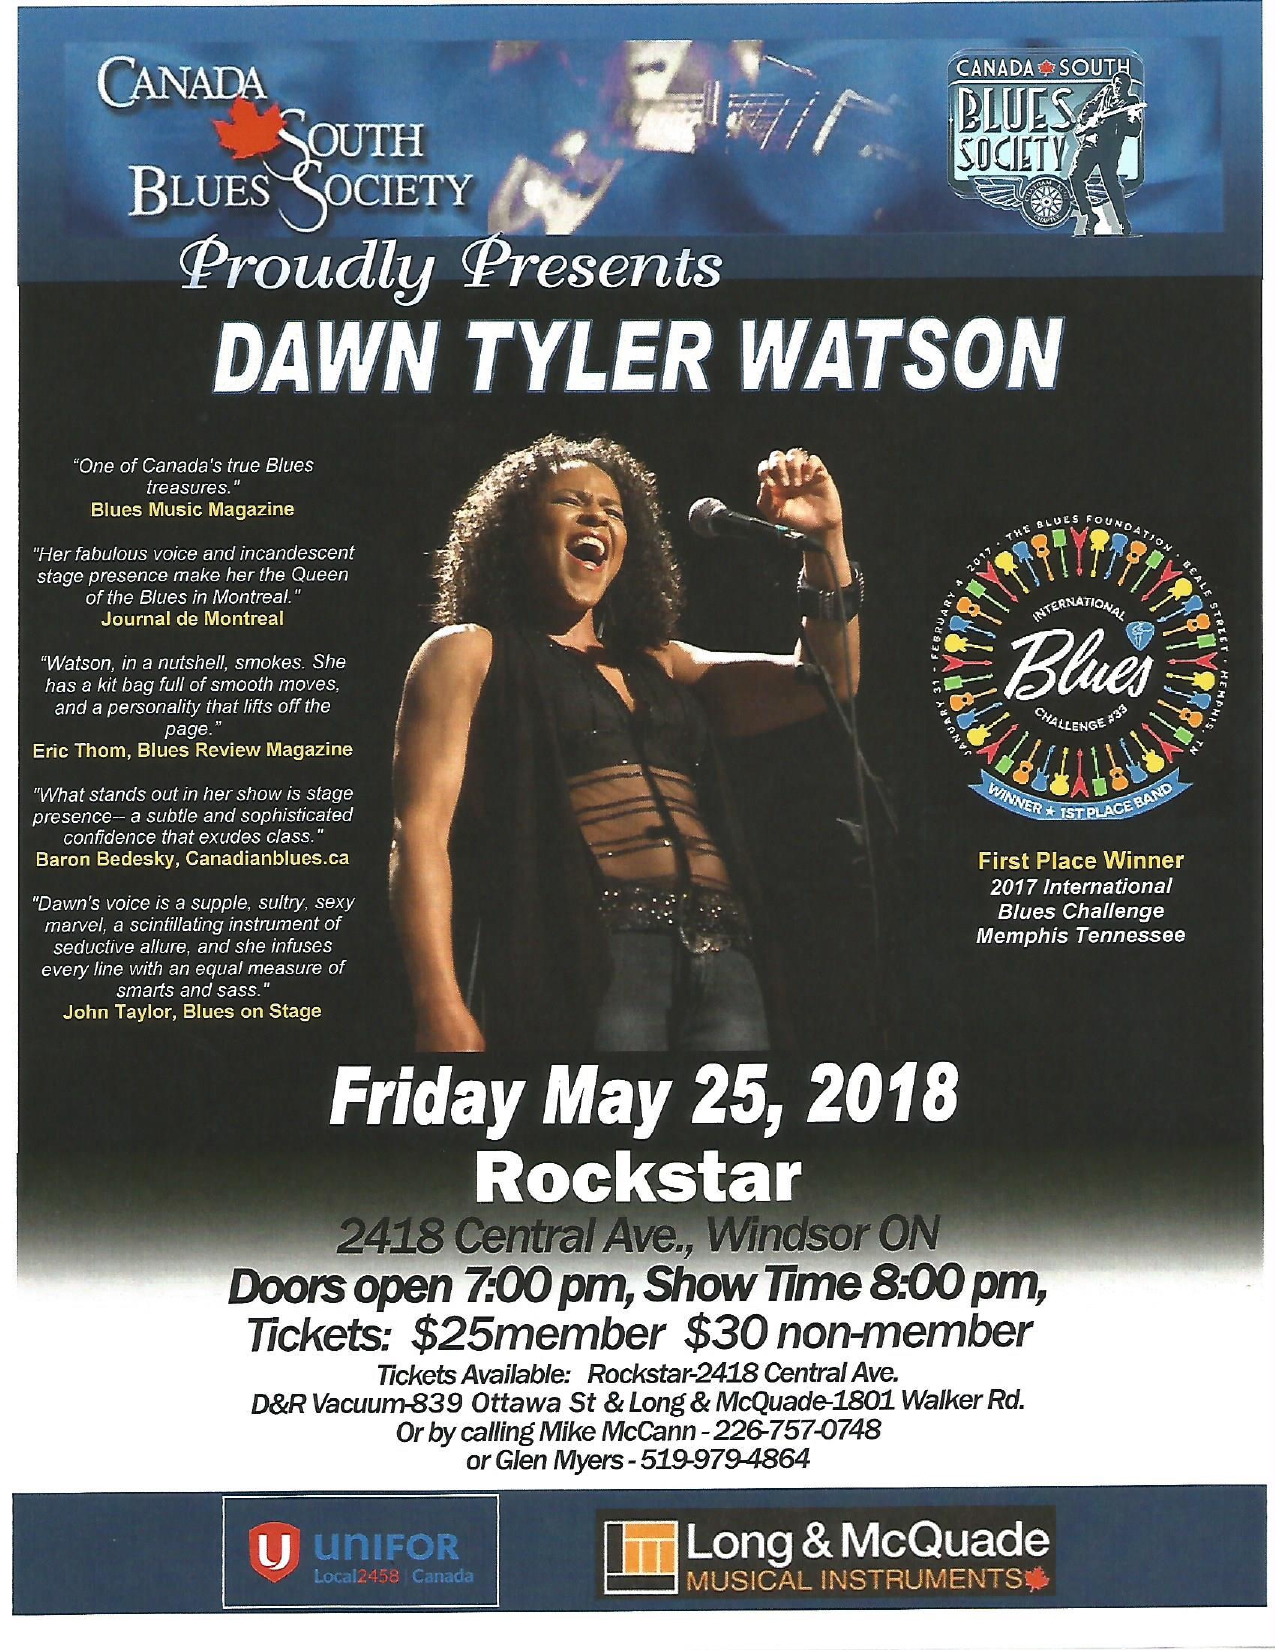 CANADA
SOUTH
BLUES SOCIETY
CANADA SOUTH
BLUES
SOCIETY
Proudly Presents
DAWN TYLER WATSON
"One of Canada's true Blues
treasures."
Blues Music Magazine
"Her fabulous voice and incandescent
stage presence make her the Queen
of the Blues in Montreal."
Journal de Montreal
"Watson, in a nutshell, smokes. She
has a kit bag full of smooth moves,
and a personality that lifts off the
page."
Eric Thom, Blues Review Magazine
"What stands out in her show is stage
presence-- a subtle and sophisticated
confidence that exudes class."
Baron Bedesky, Canadianblues.ca
"Dawn's voice is a supple, sultry, sexy
marvel, a scintillating instrument of
seductive allure, and she infuses
every line with an equal measure of
smarts and sass."
John Taylor, Blues on Stage
JANUARY 31 - FEBRUARY 4 2017 · THE BLUES FOUNDATION · BEALE STREET · MEMPHIS, TN
INTERNATIONAL
Blues
CHALLENGE #33
WINNER ★ 1ST PLACE BAND
First Place Winner
2017 International
Blues Challenge
Memphis Tennessee
Friday May 25, 2018
Rockstar
2418 Central Ave., Windsor ON
Doors open 7:00 pm, Show Time 8:00 pm,
Tickets: $25member $30 non-member
Tickets Available: Rockstar-2418 Central Ave.
D&R Vacuum-839 Ottawa St & Long & McQuade-1801 Walker Rd.
Or by calling Mike McCann - 226-757-0748
or Glen Myers - 519-979-4864
U UNIFOR
Local2458 | Canada
Long & McQuade
MUSICAL INSTRUMENTS